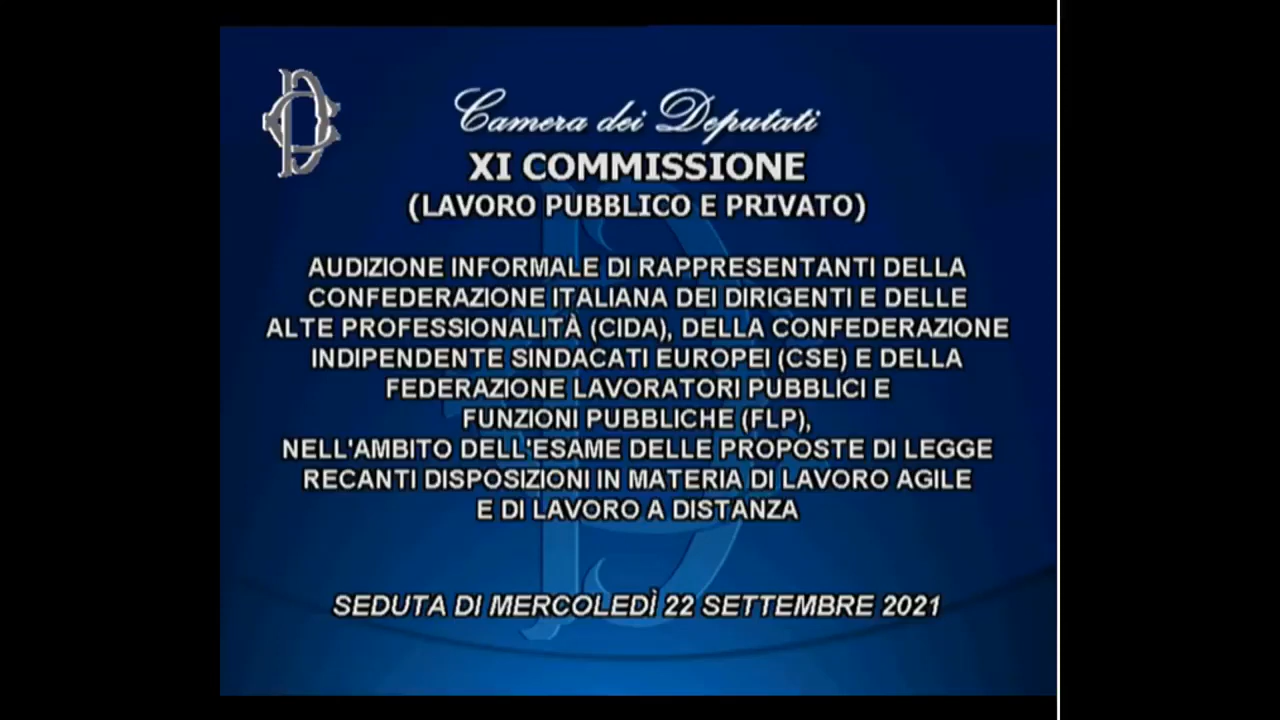 Camera dei Deputati
XI COMMISSIONE
(LAVORO PUBBLICO E PRIVATO)
AUDIZIONE INFORMALE DI RAPPRESENTANTI DELLA
CONFEDERAZIONE ITALIANA DEI DIRIGENTI E DELLE
ALTE PROFESSIONALITÀ (CIDA), DELLA CONFEDERAZIONE
INDIPENDENTE SINDACATI EUROPEI (CSE) E DELLA
FEDERAZIONE LAVORATORI PUBBLICI E
FUNZIONI PUBBLICHE (FLP),
NELL'AMBITO DELL'ESAME DELLE PROPOSTE DI LEGGE
RECANTI DISPOSIZIONI IN MATERIA DI LAVORO AGILE
E DI LAVORO A DISTANZA
SEDUTA DI MERCOLEDÌ 22 SETTEMBRE 2021